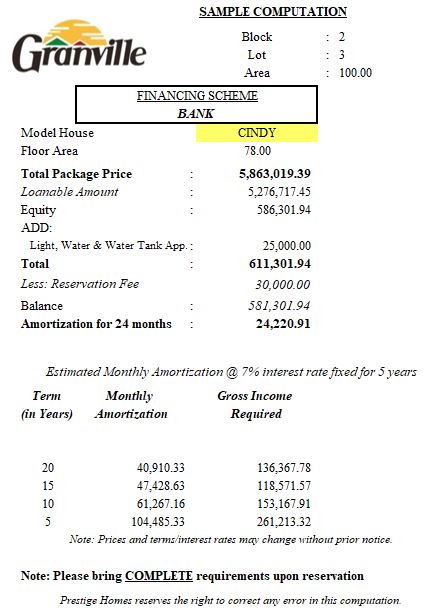 SAMPLE COMPUTATION
Granville
Block : 2
Lot : 3
Area : 100.00
FINANCING SCHEME
BANK
Model House CINDY
Floor Area 78.00
Total Package Price : 5,863,019.39
Loanable Amount : 5,276,717.45
Equity : 586,301.94
ADD:
Light, Water & Water Tank App. : 25,000.00
Total : 611,301.94
Less: Reservation Fee 30,000.00
Balance : 581,301.94
Amortization for 24 months : 24,220.91
Estimated Monthly Amortization @ 7% interest rate fixed for 5 years
Term Monthly Gross Income
(in Years) Amortization Required
20 40,910.33 136,367.78
15 47,428.63 118,571.57
10 61,267.16 153,167.91
5 104,485.33 261,213.32
Note: Prices and terms/interest rates may change without prior notice.
Note: Please bring COMPLETE requirements upon reservation
Prestige Homes reserves the right to correct any error in this computation.